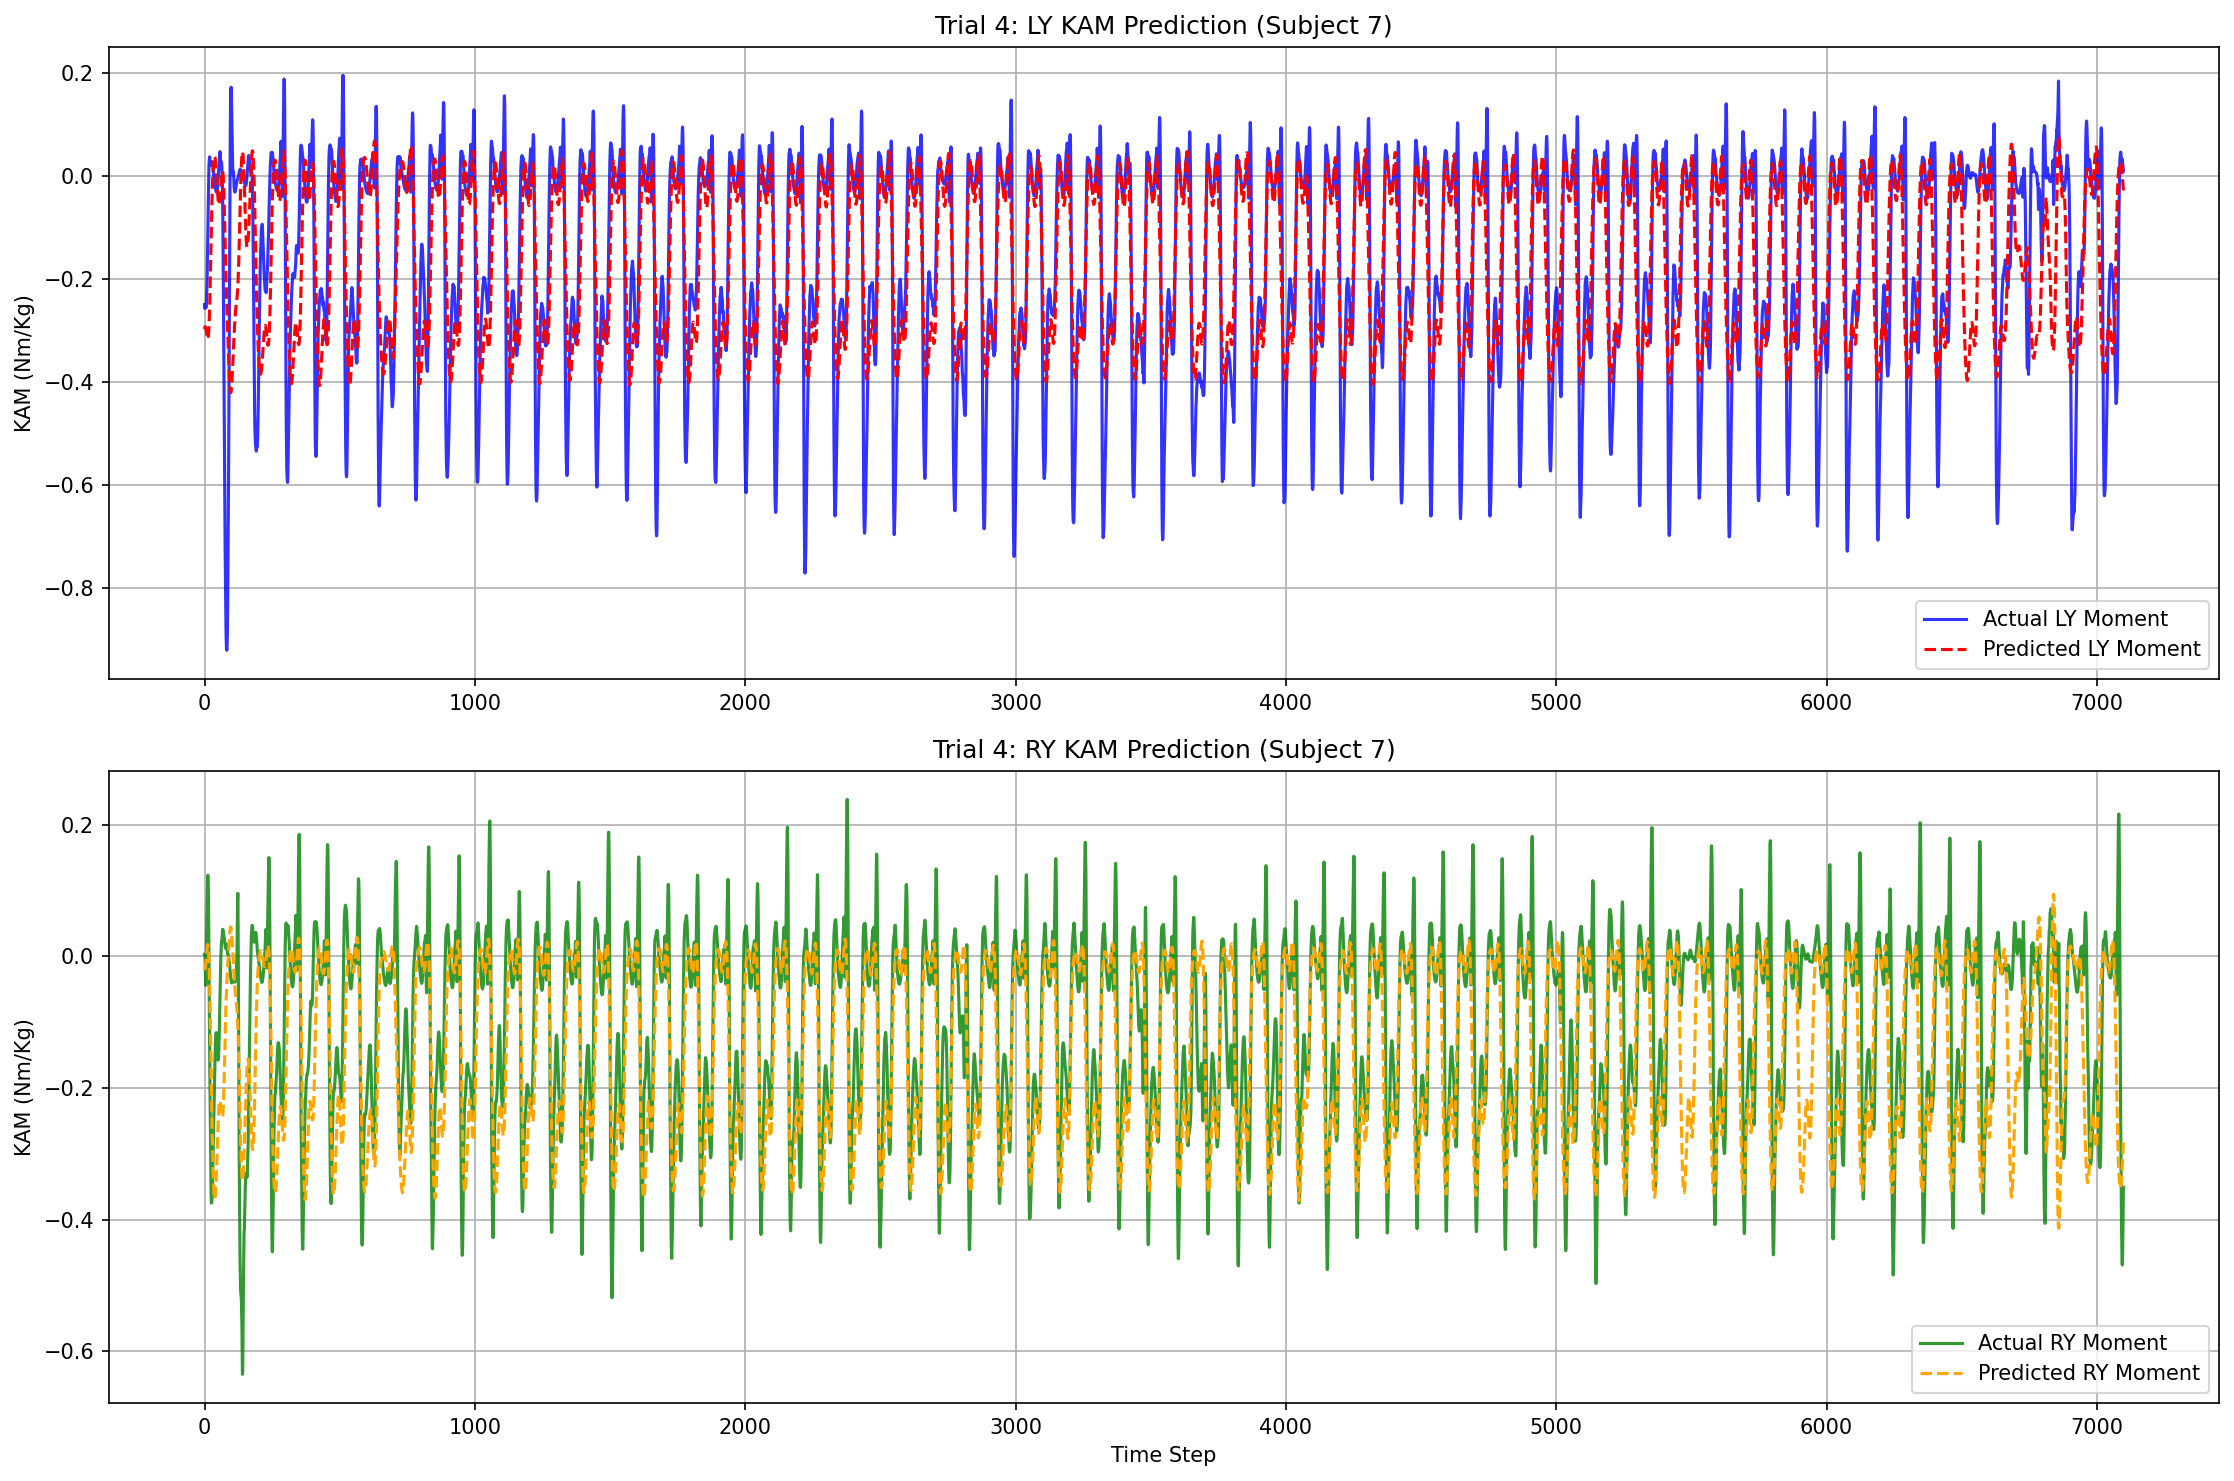 Trial 4: LY KAM Prediction (Subject 7)
KAM (Nm/Kg)
0.2
0.0
−0.2
−0.4
−0.6
−0.8
Actual LY Moment
Predicted LY Moment
0 1000 2000 3000 4000 5000 6000 7000
Trial 4: RY KAM Prediction (Subject 7)
KAM (Nm/Kg)
0.2
0.0
−0.2
−0.4
−0.6
Actual RY Moment
Predicted RY Moment
0 1000 2000 3000 4000 5000 6000 7000
Time Step